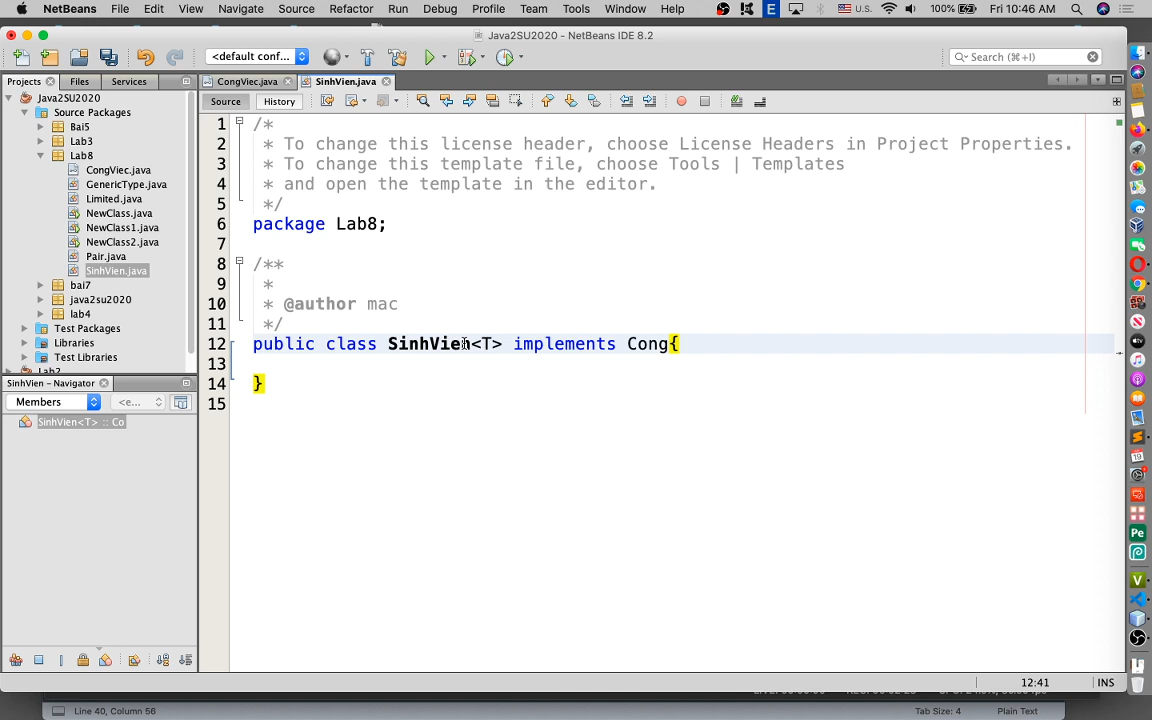 NetBeans File Edit View Navigate Source Refactor Run Debug Profile Team Tools Window Help E U.S. 100% Fri 10:46 AM
Java2SU2020 - NetBeans IDE 8.2
<default conf... Search (⌘+I)
Projects Files Services CongViec.java SinhVien.java
Java2SU2020
Source Packages
Bai5
Lab3
Lab8
CongViec.java
GenericType.java
Limited.java
NewClass.java
NewClass1.java
NewClass2.java
Pair.java
SinhVien.java
bai7
java2su2020
lab4
Test Packages
Libraries
Test Libraries
Lab2
SinhVien - Navigator
Members <e...
SinhVien<T> :: Co
Source History
1 /*
2 * To change this license header, choose License Headers in Project Properties.
3 * To change this template file, choose Tools | Templates
4 * and open the template in the editor.
5 */
6 package Lab8;
7
8 /**
9 *
10 * @author mac
11 */
12 public class SinhVien<T> implements Cong{
13
14 }
15
12:41 INS
Line 40, Column 56 Tab Size: 4 Plain Text